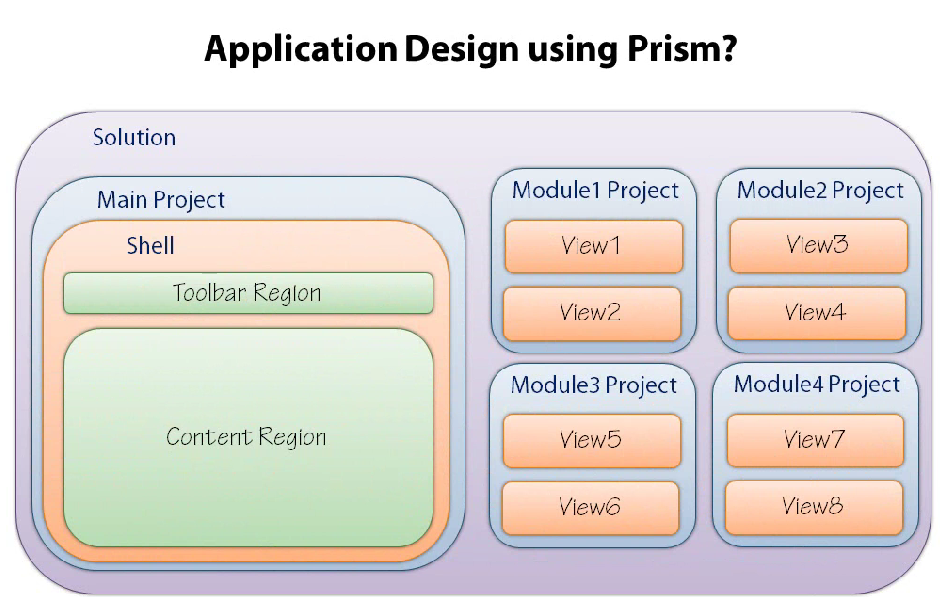 Application Design using Prism?
Solution
Main Project
Shell
Toolbar Region
Content Region
Module1 Project
View1
View2
Module2 Project
View3
View4
Module3 Project
View5
View6
Module4 Project
View7
View8